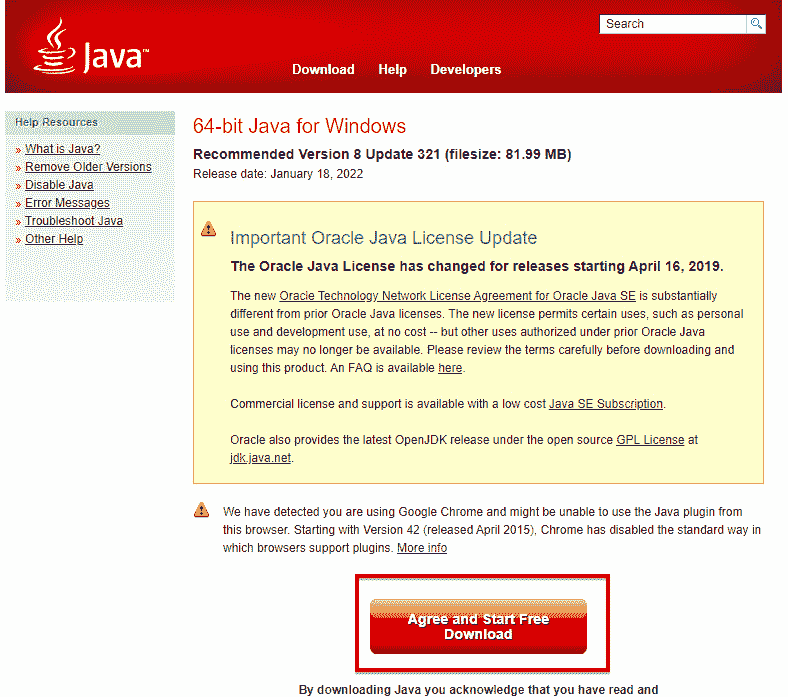 Java™
Search
Download Help Developers
Help Resources
» What is Java?
» Remove Older Versions
» Disable Java
» Error Messages
» Troubleshoot Java
» Other Help
64-bit Java for Windows
Recommended Version 8 Update 321 (filesize: 81.99 MB)
Release date: January 18, 2022
Important Oracle Java License Update
The Oracle Java License has changed for releases starting April 16, 2019.
The new Oracle Technology Network License Agreement for Oracle Java SE is substantially
different from prior Oracle Java licenses. The new license permits certain uses, such as personal
use and development use, at no cost -- but other uses authorized under prior Oracle Java
licenses may no longer be available. Please review the terms carefully before downloading and
using this product. An FAQ is available here.
Commercial license and support is available with a low cost Java SE Subscription.
Oracle also provides the latest OpenJDK release under the open source GPL License at
jdk.java.net.
We have detected you are using Google Chrome and might be unable to use the Java plugin from
this browser. Starting with Version 42 (released April 2015), Chrome has disabled the standard way in
which browsers support plugins. More info
Agree and Start Free
Download
By downloading Java you acknowledge that you have read and